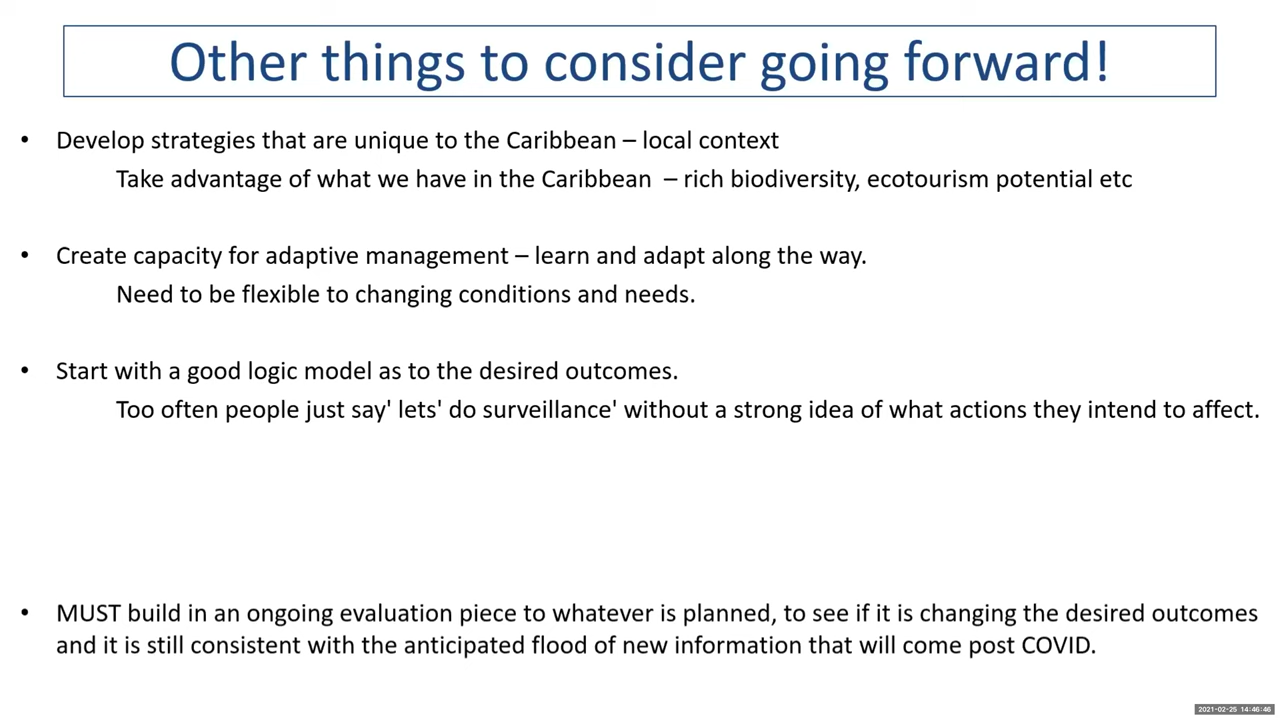 Other things to consider going forward!
• Develop strategies that are unique to the Caribbean – local context
Take advantage of what we have in the Caribbean – rich biodiversity, ecotourism potential etc
• Create capacity for adaptive management – learn and adapt along the way.
Need to be flexible to changing conditions and needs.
• Start with a good logic model as to the desired outcomes.
Too often people just say' lets' do surveillance' without a strong idea of what actions they intend to affect.
• MUST build in an ongoing evaluation piece to whatever is planned, to see if it is changing the desired outcomes
and it is still consistent with the anticipated flood of new information that will come post COVID.
2021-02-25 14:46:46